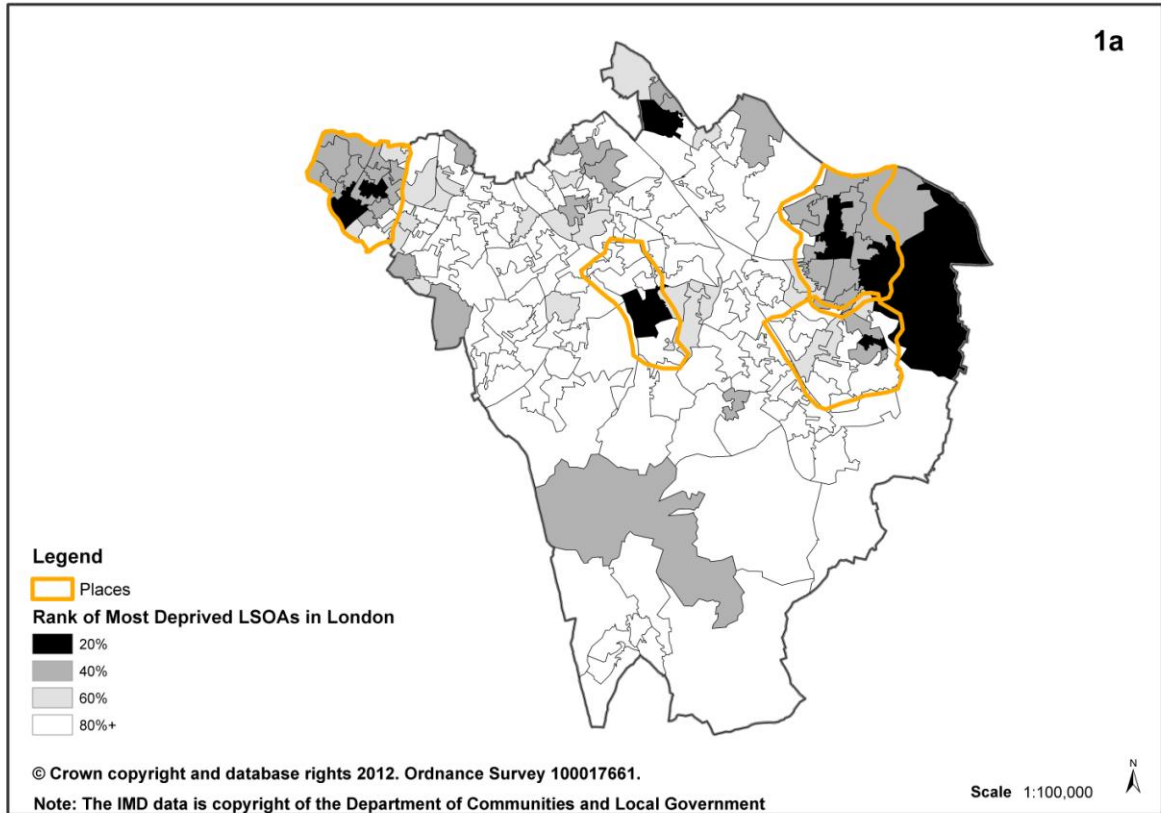 1a
Legend
Places
Rank of Most Deprived LSOAs in London
20%
40%
60%
80%+
© Crown copyright and database rights 2012. Ordnance Survey 100017661.
Note: The IMD data is copyright of the Department of Communities and Local Government
Scale 1:100,000
N